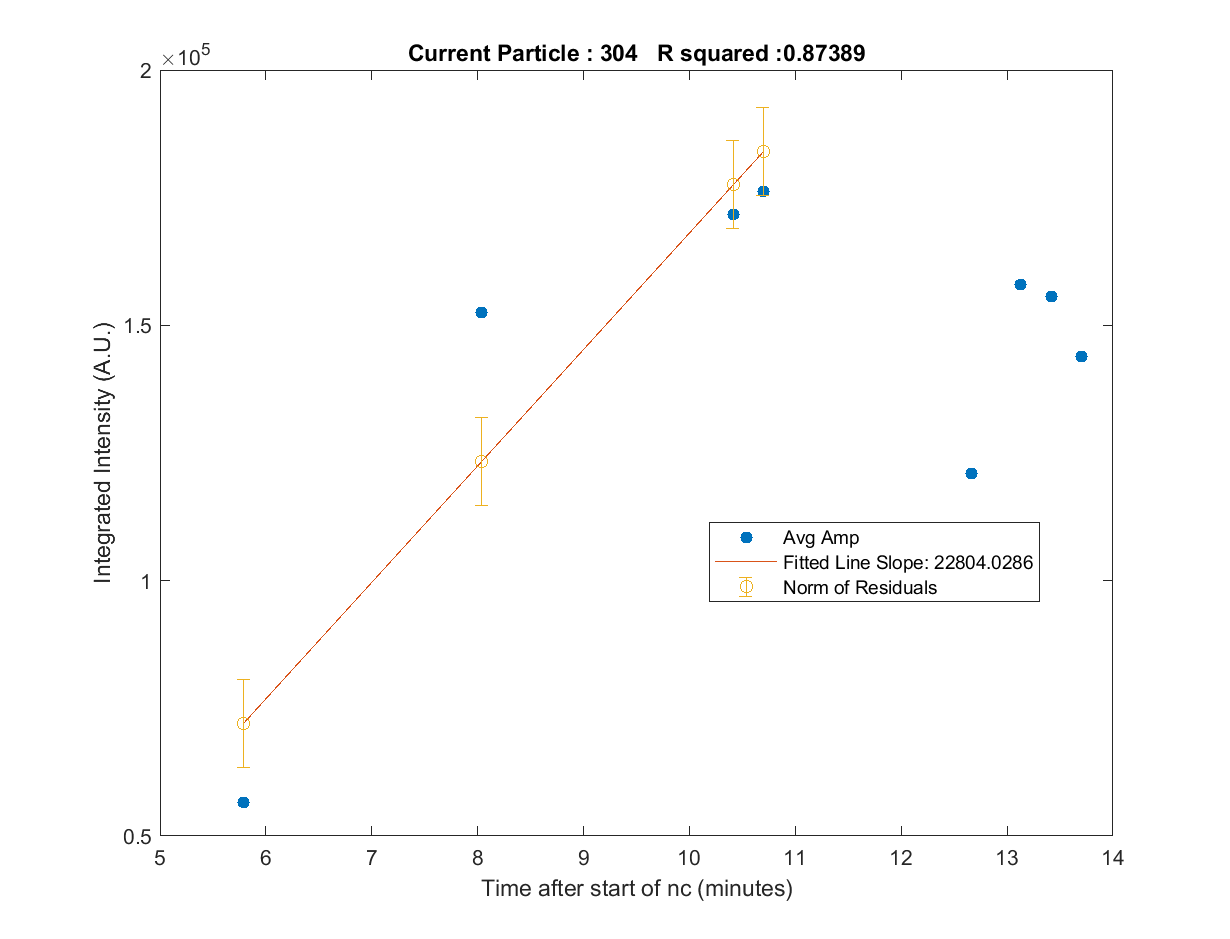 Current Particle : 304   R squared :0.87389
×10^5
2
1.5
1
0.5
Integrated Intensity (A.U.)
Avg Amp
Fitted Line Slope: 22804.0286
Norm of Residuals
5 6 7 8 9 10 11 12 13 14
Time after start of nc (minutes)